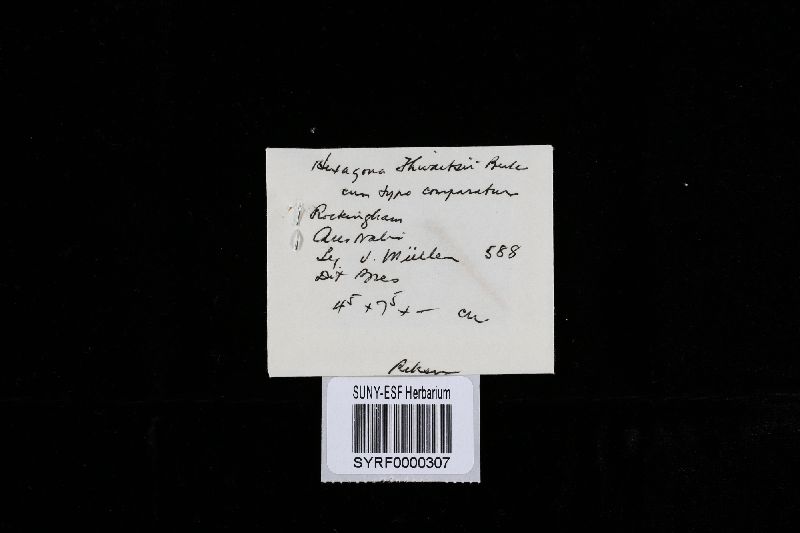 Hexagona Thwaitsii Berk
cum typo comparatum
Rockingham
Australia
Leg v. Müller 588
Det Bres
4⁵ x 7⁵ x — cm
SUNY-ESF Herbarium
SYRF0000307